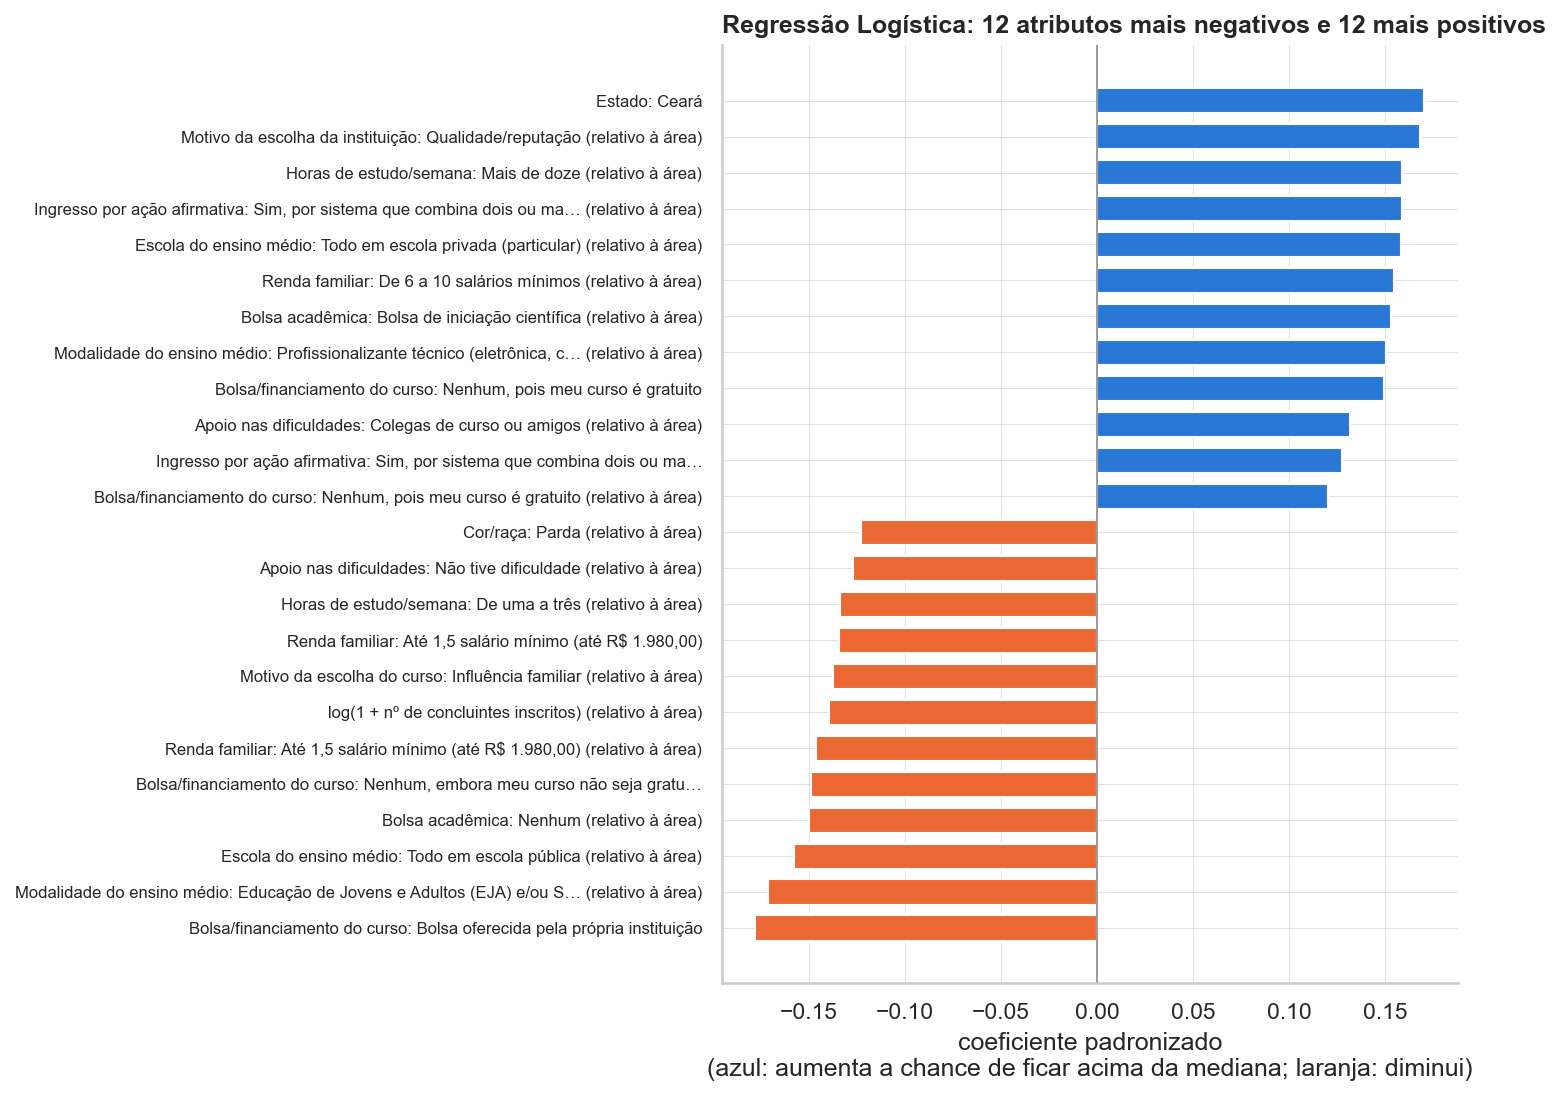 Regressão Logística: 12 atributos mais negativos e 12 mais positivos
Estado: Ceará
Motivo da escolha da instituição: Qualidade/reputação (relativo à área)
Horas de estudo/semana: Mais de doze (relativo à área)
Ingresso por ação afirmativa: Sim, por sistema que combina dois ou ma… (relativo à área)
Escola do ensino médio: Todo em escola privada (particular) (relativo à área)
Renda familiar: De 6 a 10 salários mínimos (relativo à área)
Bolsa acadêmica: Bolsa de iniciação científica (relativo à área)
Modalidade do ensino médio: Profissionalizante técnico (eletrônica, c… (relativo à área)
Bolsa/financiamento do curso: Nenhum, pois meu curso é gratuito
Apoio nas dificuldades: Colegas de curso ou amigos (relativo à área)
Ingresso por ação afirmativa: Sim, por sistema que combina dois ou ma…
Bolsa/financiamento do curso: Nenhum, pois meu curso é gratuito (relativo à área)
Cor/raça: Parda (relativo à área)
Apoio nas dificuldades: Não tive dificuldade (relativo à área)
Horas de estudo/semana: De uma a três (relativo à área)
Renda familiar: Até 1,5 salário mínimo (até R$ 1.980,00)
Motivo da escolha do curso: Influência familiar (relativo à área)
log(1 + nº de concluintes inscritos) (relativo à área)
Renda familiar: Até 1,5 salário mínimo (até R$ 1.980,00) (relativo à área)
Bolsa/financiamento do curso: Nenhum, embora meu curso não seja gratu…
Bolsa acadêmica: Nenhum (relativo à área)
Escola do ensino médio: Todo em escola pública (relativo à área)
Modalidade do ensino médio: Educação de Jovens e Adultos (EJA) e/ou S… (relativo à área)
Bolsa/financiamento do curso: Bolsa oferecida pela própria instituição
−0.15 −0.10 −0.05 0.00 0.05 0.10 0.15
coeficiente padronizado
(azul: aumenta a chance de ficar acima da mediana; laranja: diminui)